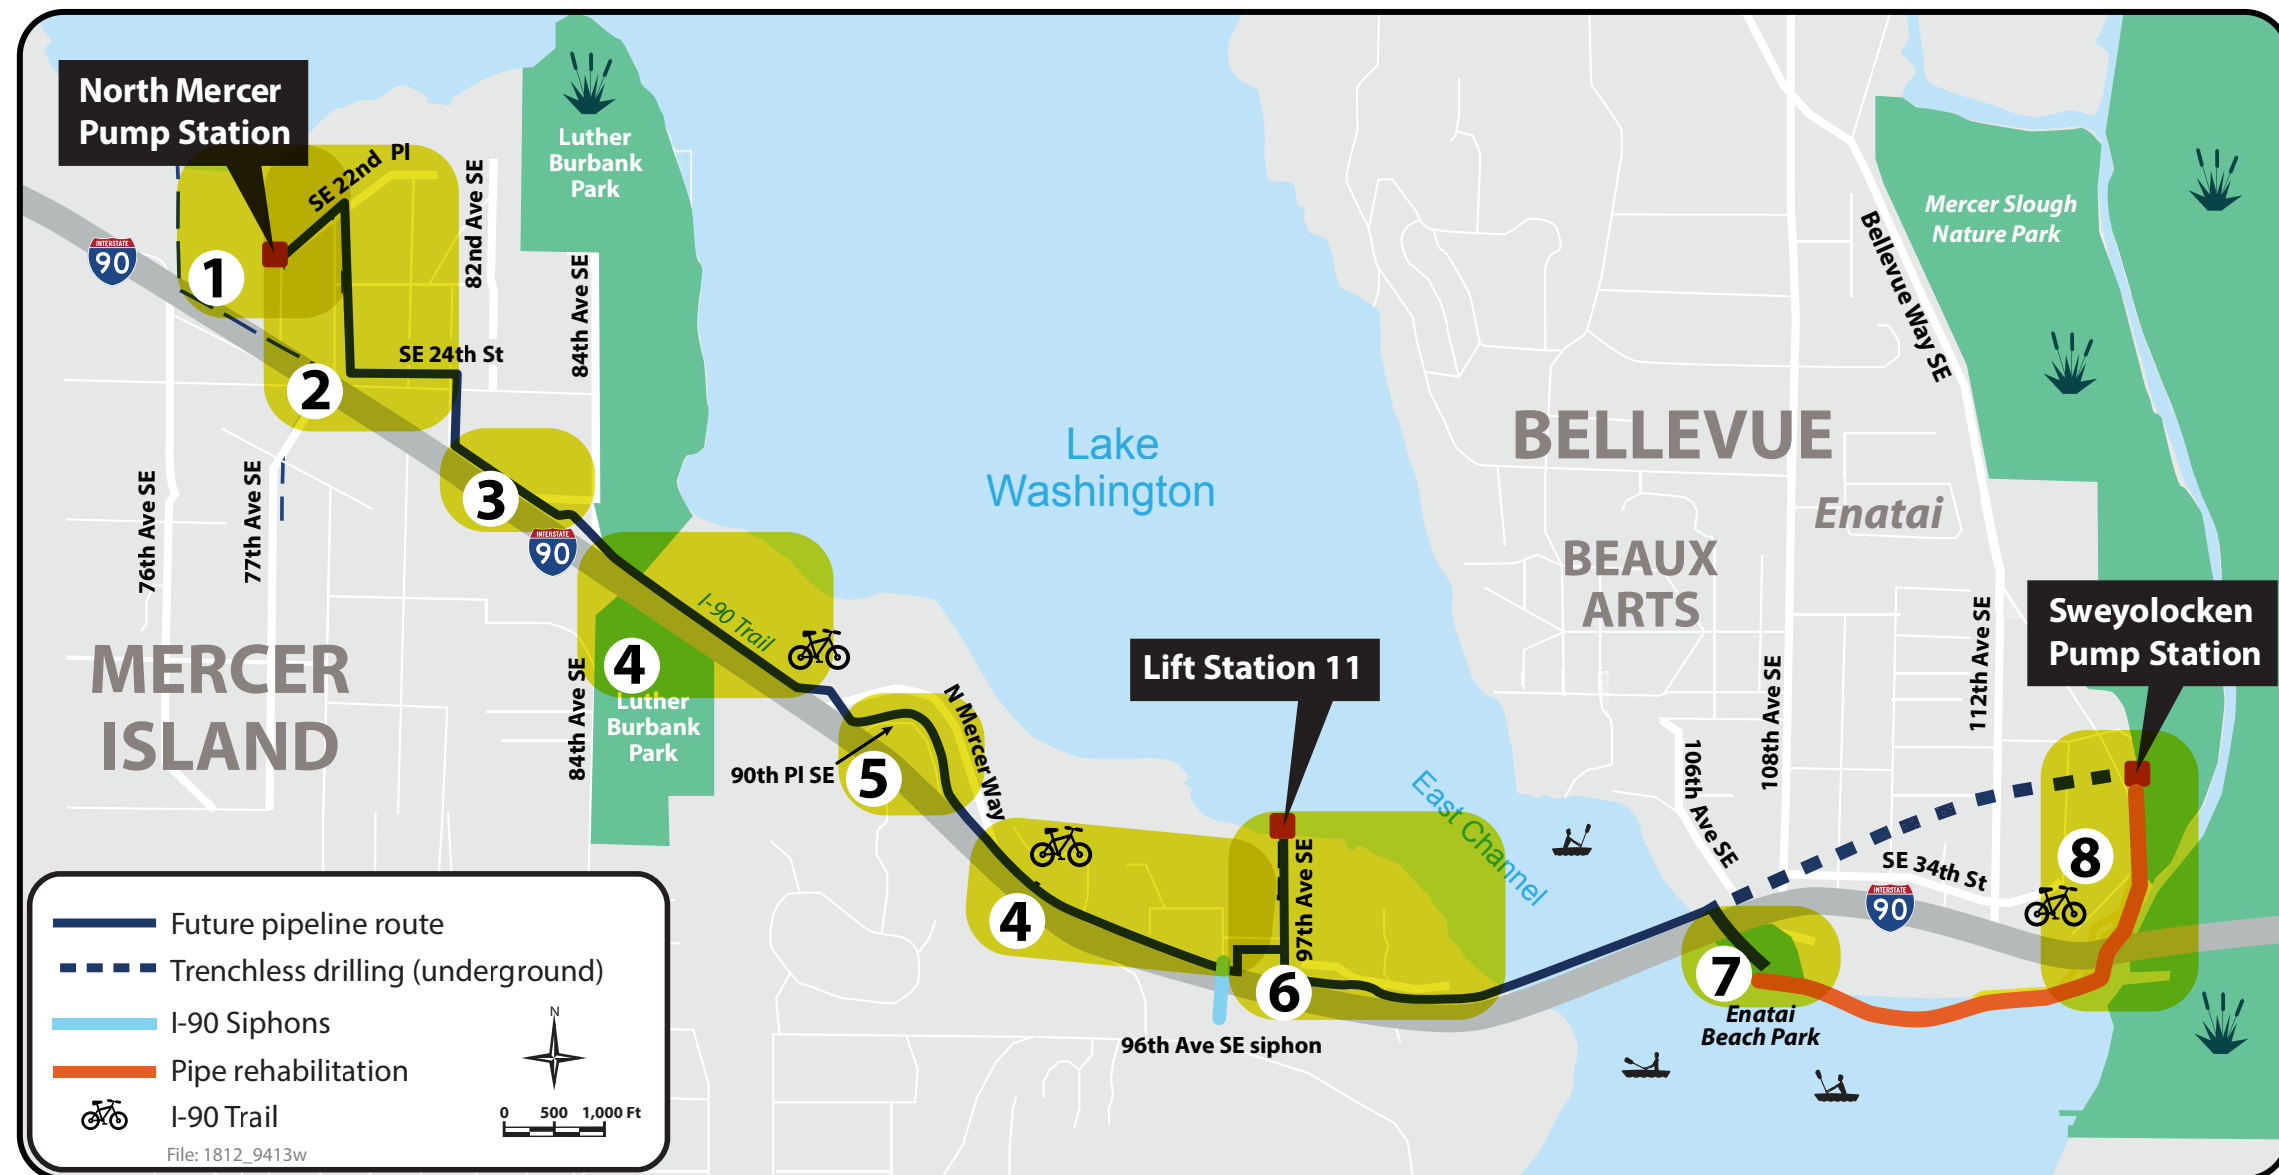 North Mercer
Pump Station
SE 22nd Pl
82nd Ave SE
84th Ave SE
Luther
Burbank
Park
INTERSTATE
90
1
2
SE 24th St
3
INTERSTATE
90
76th Ave SE
77th Ave SE
MERCER
ISLAND
84th Ave SE
4
I-90 Trail
Luther
Burbank
Park
90th Pl SE
5
N Mercer Way
Lake
Washington
Lift Station 11
4
97th Ave SE
6
96th Ave SE siphon
East Channel
BELLEVUE
Enatai
BEAUX
ARTS
Bellevue Way SE
Mercer Slough
Nature Park
106th Ave SE
108th Ave SE
112th Ave SE
Sweyolocken
Pump Station
SE 34th St
INTERSTATE
90
8
7
Enatai
Beach Park
Future pipeline route
Trenchless drilling (underground)
I-90 Siphons
Pipe rehabilitation
I-90 Trail
File: 1812_9413w
N
0 500 1,000 Ft